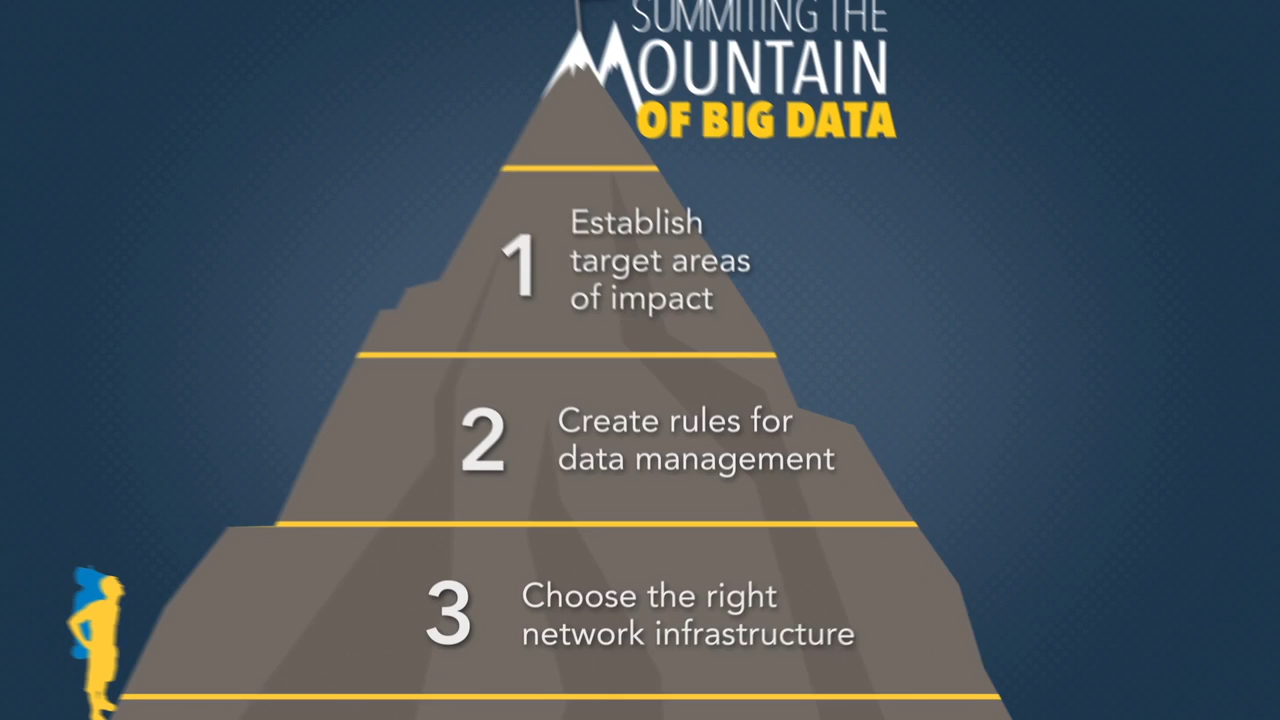 SUMMITING THE
MOUNTAIN
OF BIG DATA
1
Establish
target areas
of impact
2
Create rules for
data management
3
Choose the right
network infrastructure